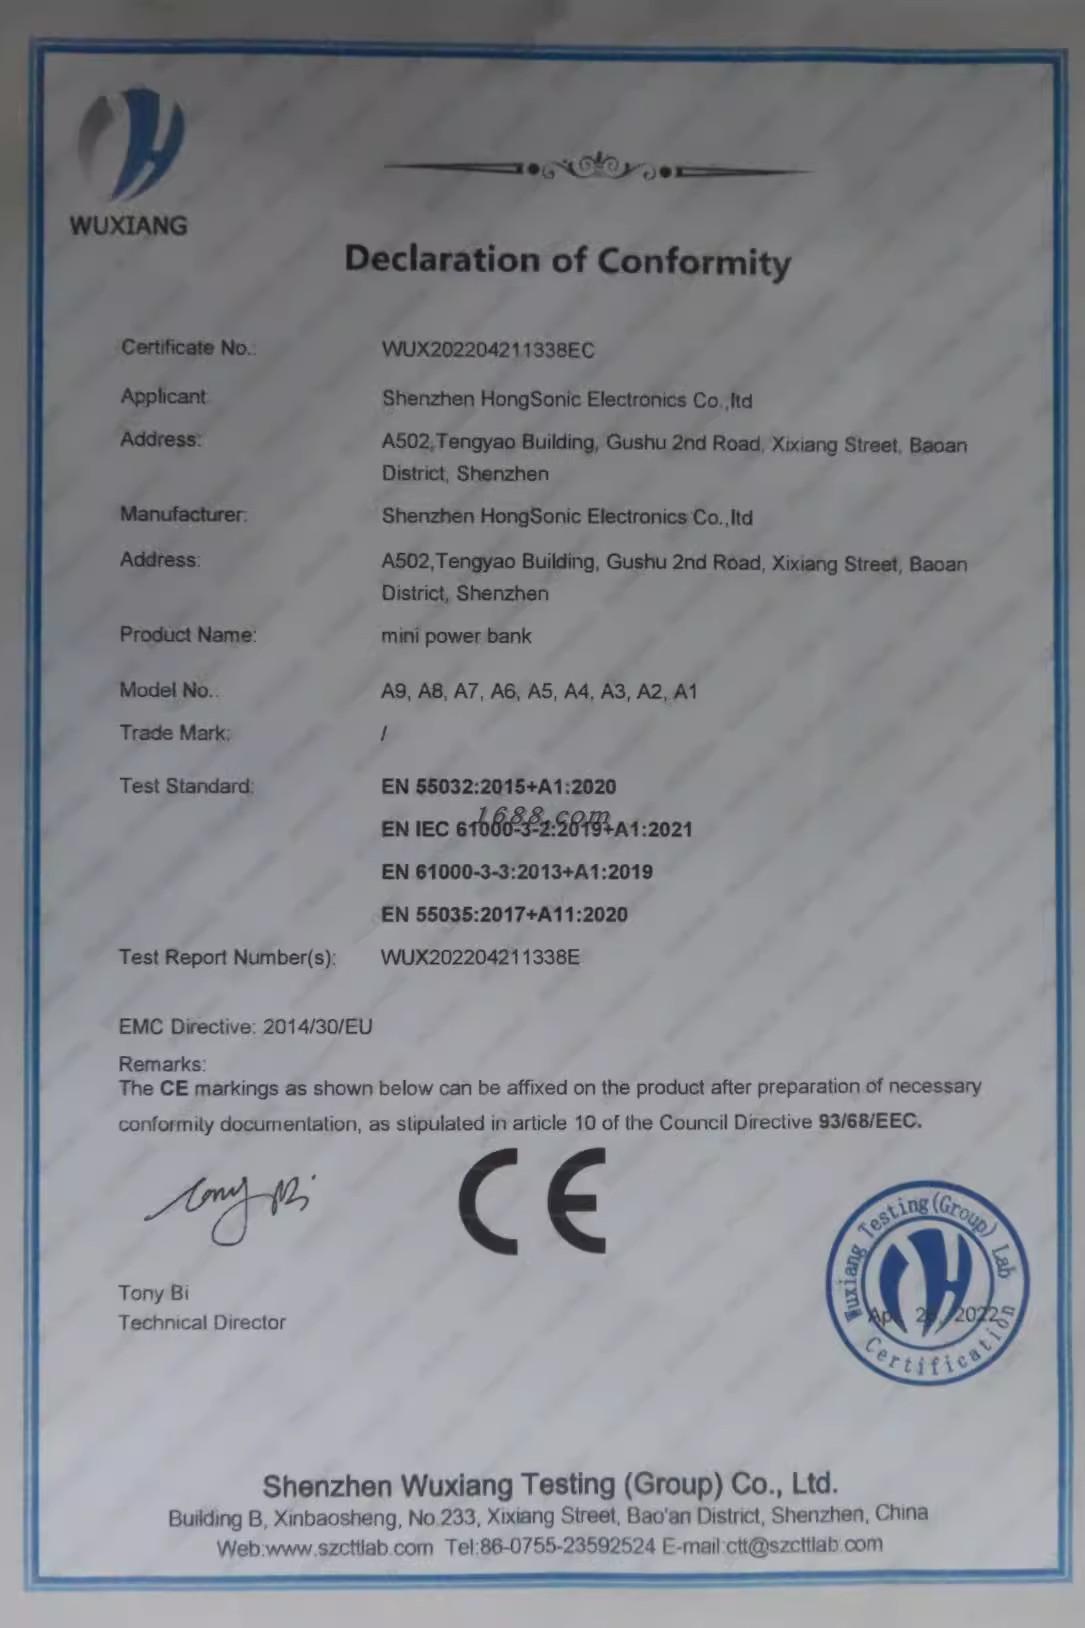 WUXIANG
Declaration of Conformity
Certificate No.: WUX202204211338EC
Applicant: Shenzhen HongSonic Electronics Co.,ltd
Address: A502,Tengyao Building, Gushu 2nd Road, Xixiang Street, Baoan
District, Shenzhen
Manufacturer: Shenzhen HongSonic Electronics Co.,ltd
Address: A502,Tengyao Building, Gushu 2nd Road, Xixiang Street, Baoan
District, Shenzhen
Product Name: mini power bank
Model No.: A9, A8, A7, A6, A5, A4, A3, A2, A1
Trade Mark: /
Test Standard: EN 55032:2015+A1:2020
1688.com
EN IEC 61000-3-2:2019+A1:2021
EN 61000-3-3:2013+A1:2019
EN 55035:2017+A11:2020
Test Report Number(s): WUX202204211338E
EMC Directive: 2014/30/EU
Remarks:
The CE markings as shown below can be affixed on the product after preparation of necessary
conformity documentation, as stipulated in article 10 of the Council Directive 93/68/EEC.
Tony Bi
CE
Wuxiang Testing(Group) Lab
Apr. 2022
Certification
Tony Bi
Technical Director
Shenzhen Wuxiang Testing (Group) Co., Ltd.
Building B, Xinbaosheng, No.233, Xixiang Street, Bao'an District, Shenzhen, China
Web:www.szcttlab.com Tel:86-0755-23592524 E-mail:ctt@szcttlab.com